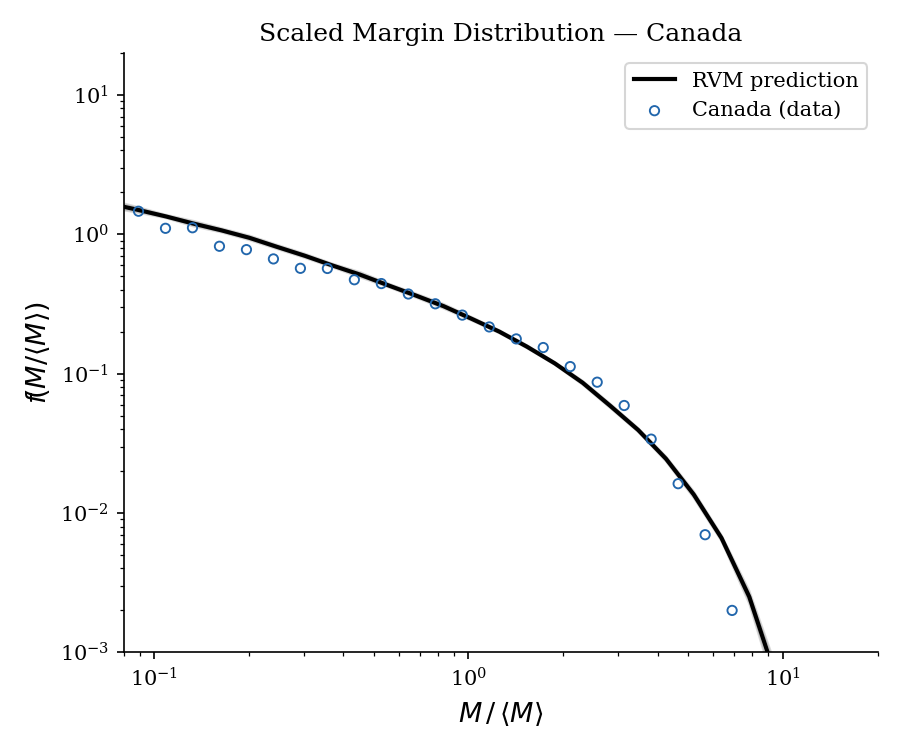 Scaled Margin Distribution — Canada
RVM prediction
Canada (data)
10¹
10⁰
10⁻¹
10⁻²
10⁻³
f(M/⟨M⟩)
10⁻¹
10⁰
10¹
M / ⟨M⟩